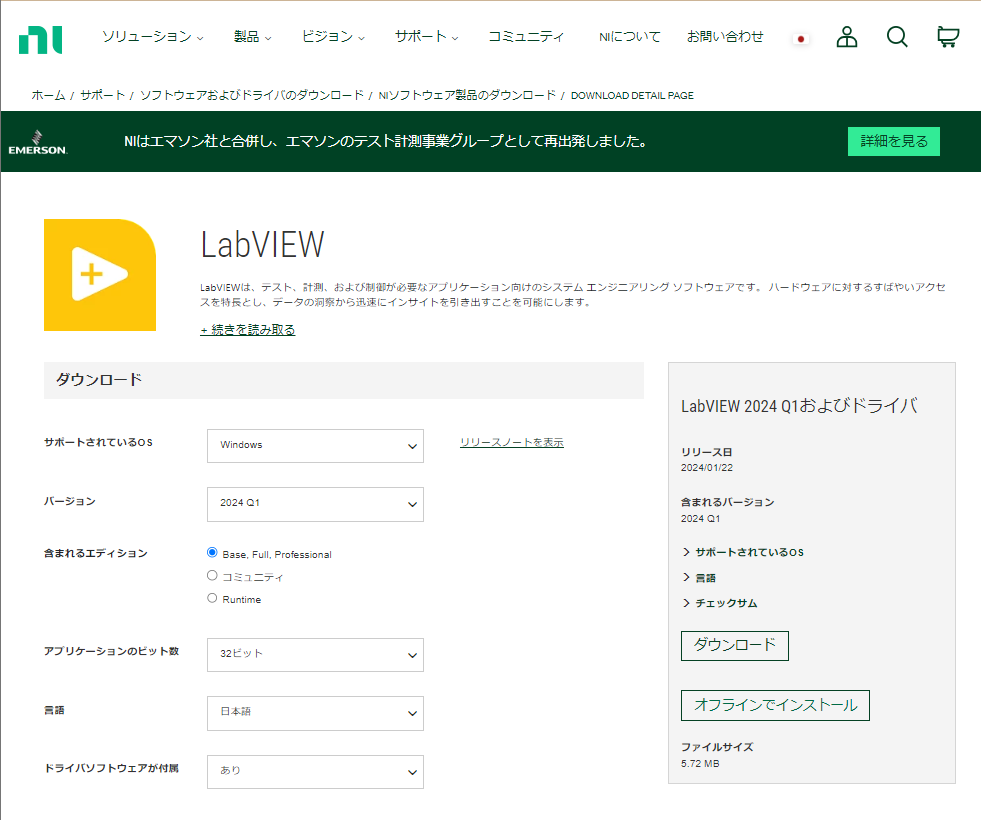 ni
ソリューション 製品 ビジョン サポート コミュニティ NIについて お問い合わせ
ホーム / サポート / ソフトウェアおよびドライバのダウンロード / NIソフトウェア製品のダウンロード / DOWNLOAD DETAIL PAGE
EMERSON.
NIはエマソン社と合併し、エマソンのテスト計測事業グループとして再出発しました。
詳細を見る
LabVIEW
LabVIEWは、テスト、計測、および制御が必要なアプリケーション向けのシステム エンジニアリング ソフトウェアです。 ハードウェアに対するすばやいアクセ
スを特長とし、データの洞察から迅速にインサイトを引き出すことを可能にします。
+ 続きを読み取る
ダウンロード
サポートされているOS
Windows
リリースノートを表示
バージョン
2024 Q1
含まれるエディション
Base, Full, Professional
コミュニティ
Runtime
アプリケーションのビット数
32ビット
言語
日本語
ドライバソフトウェアが付属
あり
LabVIEW 2024 Q1およびドライバ
リリース日
2024/01/22
含まれるバージョン
2024 Q1
サポートされているOS
言語
チェックサム
ダウンロード
オフラインでインストール
ファイルサイズ
5.72 MB